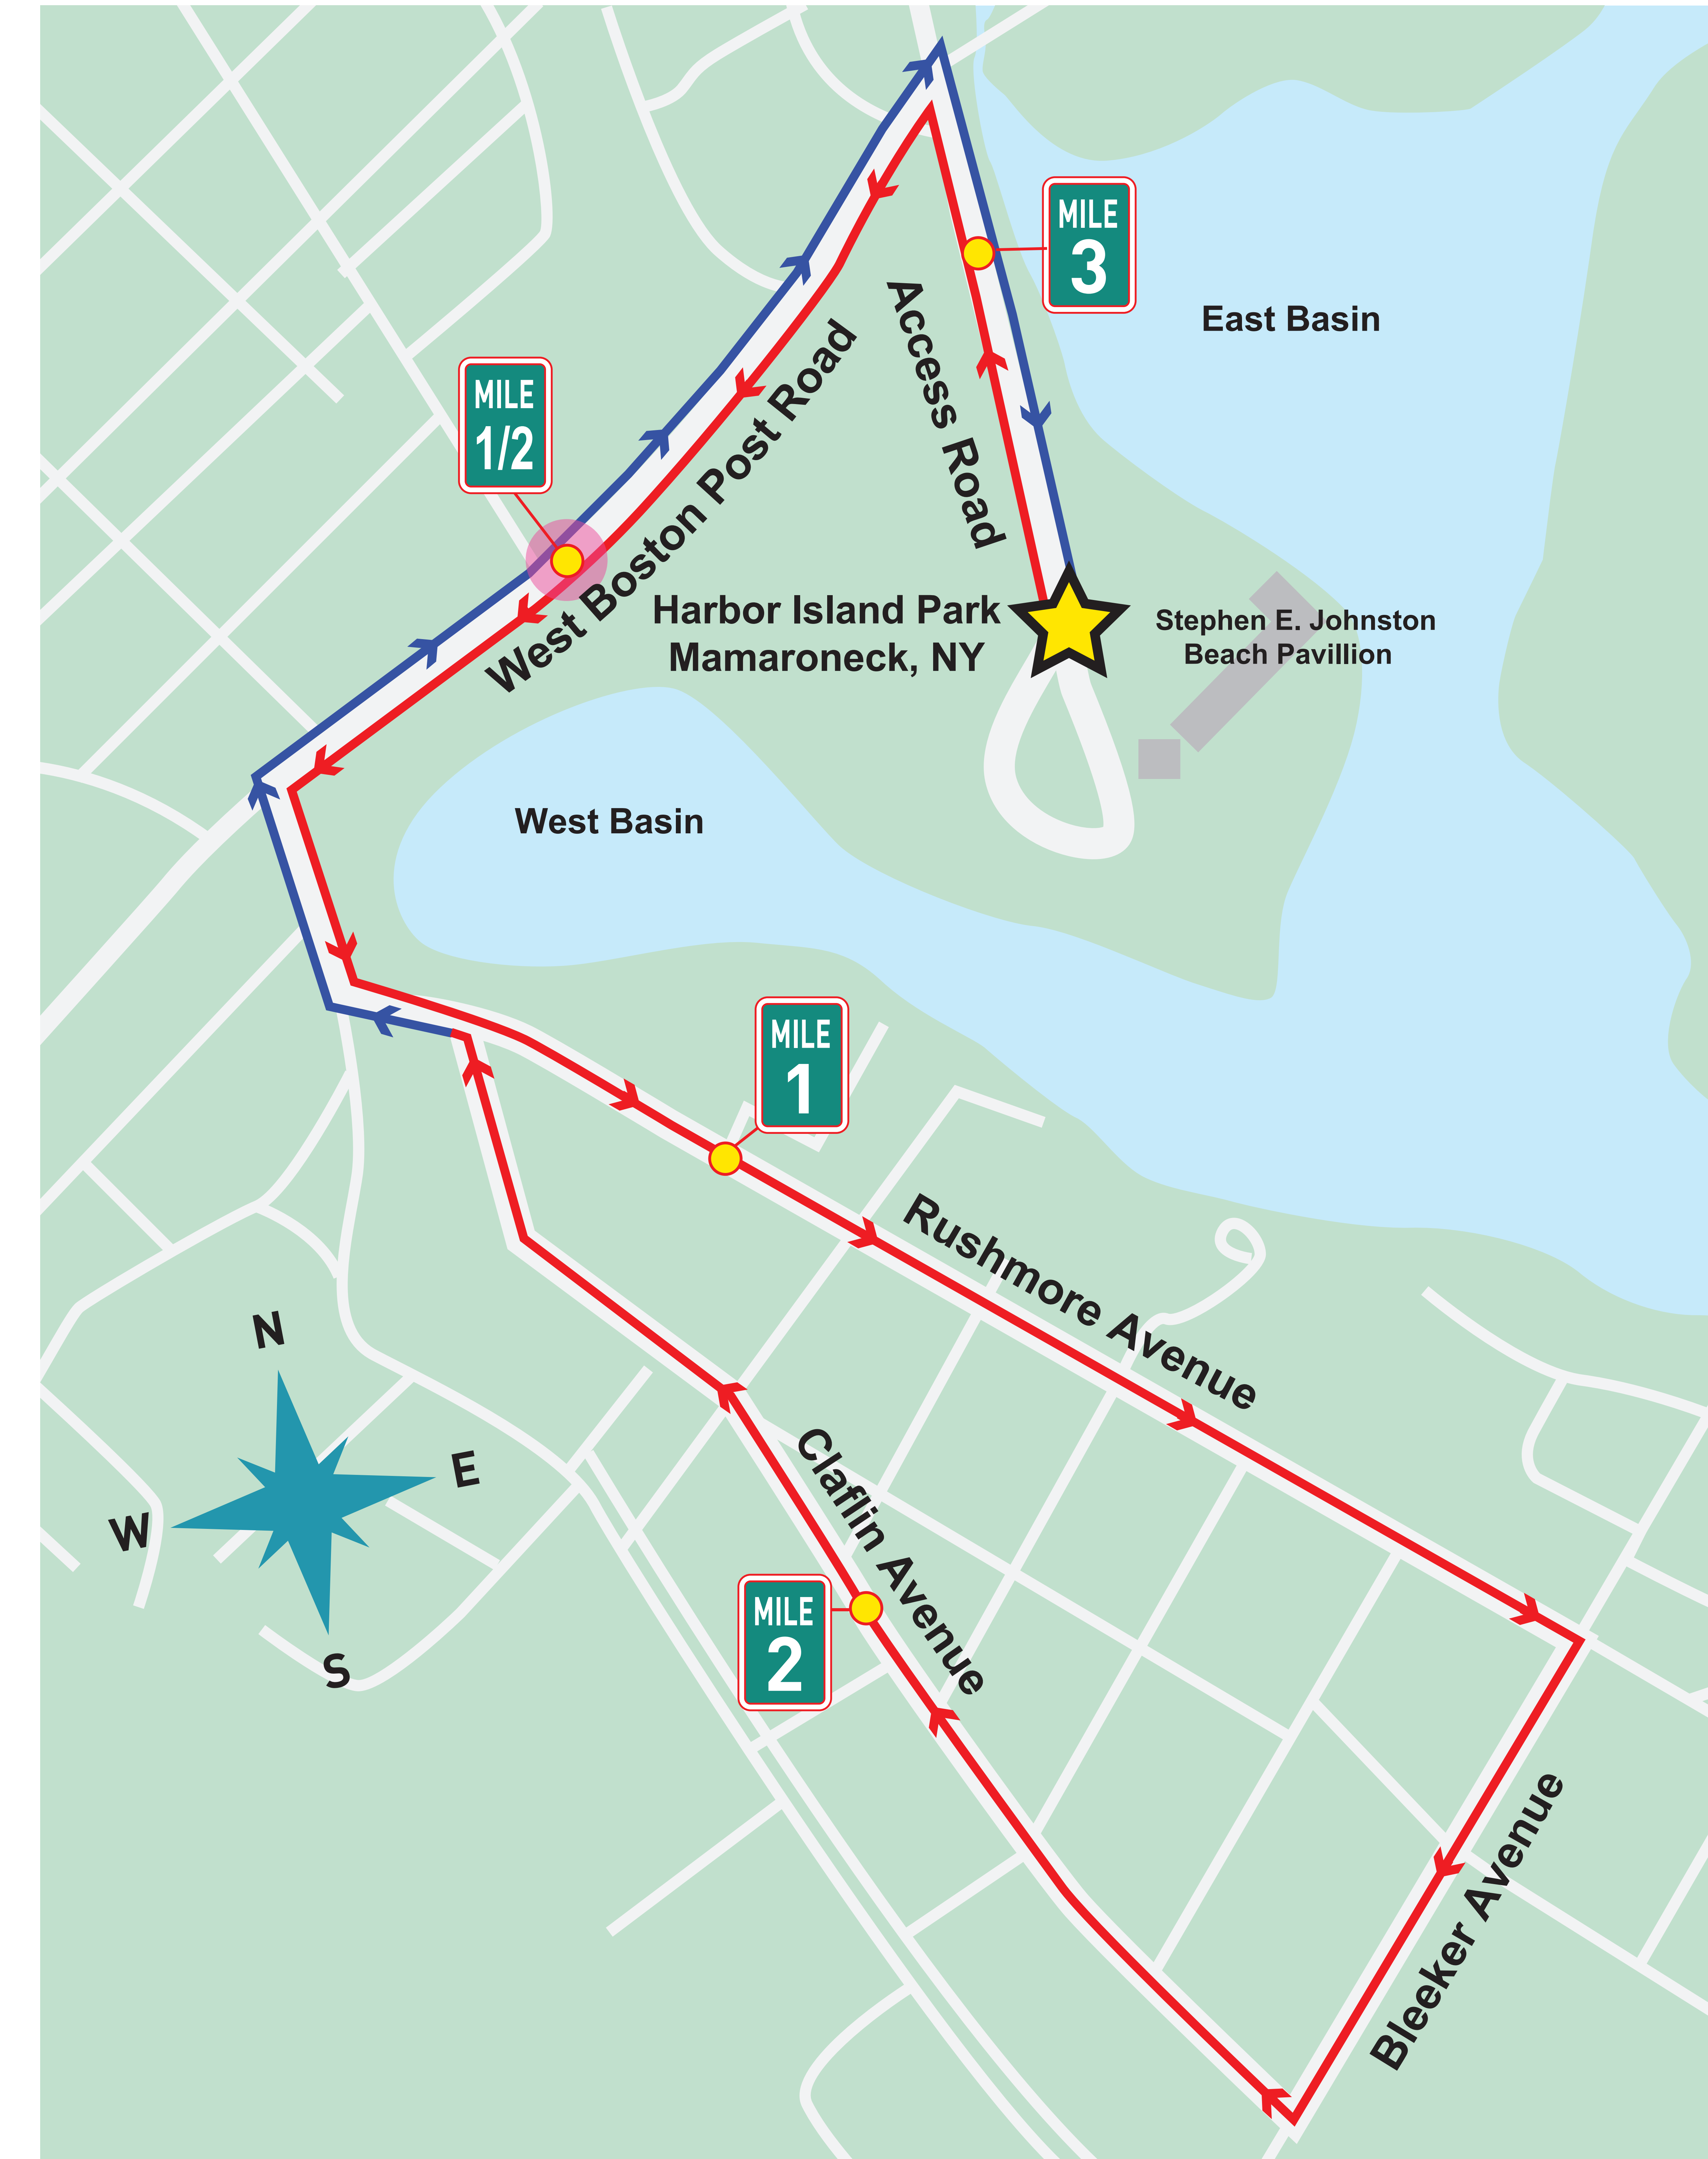 MILE
3
Access Road
East Basin
MILE
1/2
West Boston Post Road
Harbor Island Park
Mamaroneck, NY
Stephen E. Johnston
Beach Pavillion
West Basin
MILE
1
Rushmore Avenue
N
E
W
S
Claflin Avenue
MILE
2
Bleeker Avenue